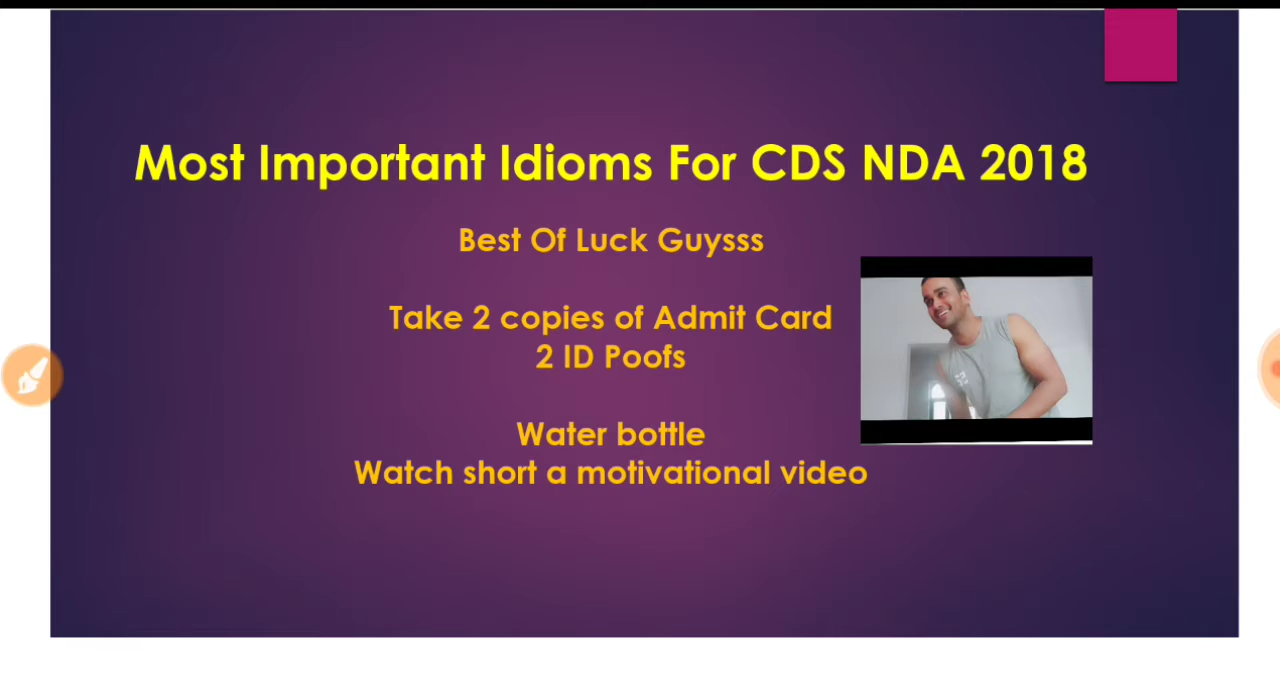 Most Important Idioms For CDS NDA 2018
Best Of Luck Guysss
Take 2 copies of Admit Card
2 ID Poofs
Water bottle
Watch short a motivational video